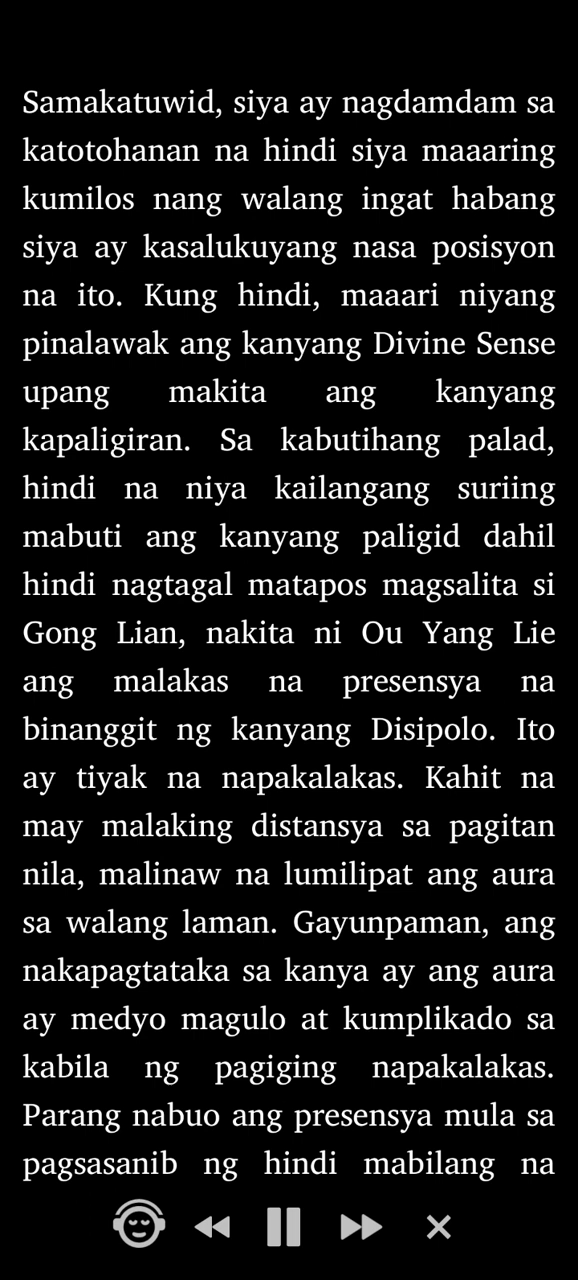 Samakatuwid, siya ay nagdamdam sa
katotohanan na hindi siya maaaring
kumilos nang walang ingat habang
siya ay kasalukuyang nasa posisyon
na ito. Kung hindi, maaari niyang
pinalawak ang kanyang Divine Sense
upang makita ang kanyang
kapaligiran. Sa kabutihang palad,
hindi na niya kailangang suriing
mabuti ang kanyang paligid dahil
hindi nagtagal matapos magsalita si
Gong Lian, nakita ni Ou Yang Lie
ang malakas na presensya na
binanggit ng kanyang Disipolo. Ito
ay tiyak na napakalakas. Kahit na
may malaking distansya sa pagitan
nila, malinaw na lumilipat ang aura
sa walang laman. Gayunpaman, ang
nakapagtataka sa kanya ay ang aura
ay medyo magulo at kumplikado sa
kabila ng pagiging napakalakas.
Parang nabuo ang presensya mula sa
pagsasanib ng hindi mabilang na